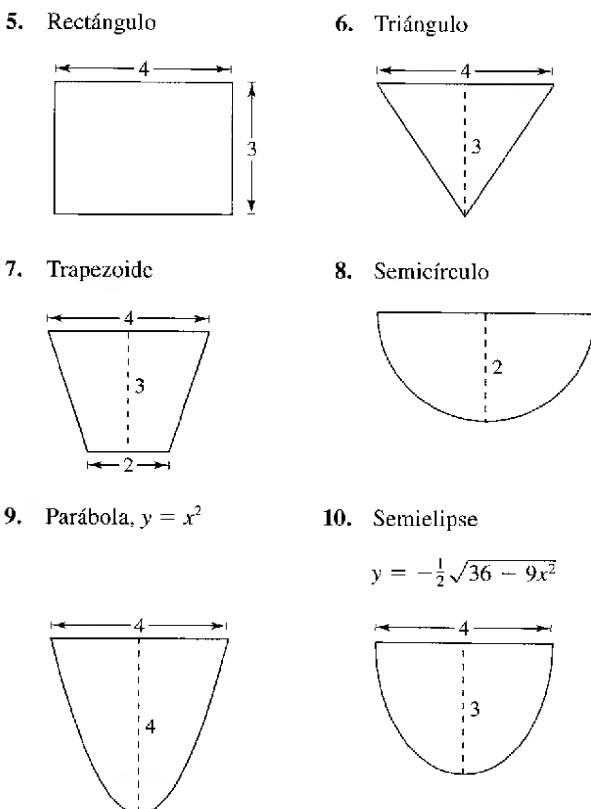 5. Rectángulo
4
3
6. Triángulo
4
3
7. Trapezoide
4
3
2
8. Semicírculo
2
9. Parábola, y = x²
4
4
10. Semielipse
y = −½√36 − 9x²
4
3